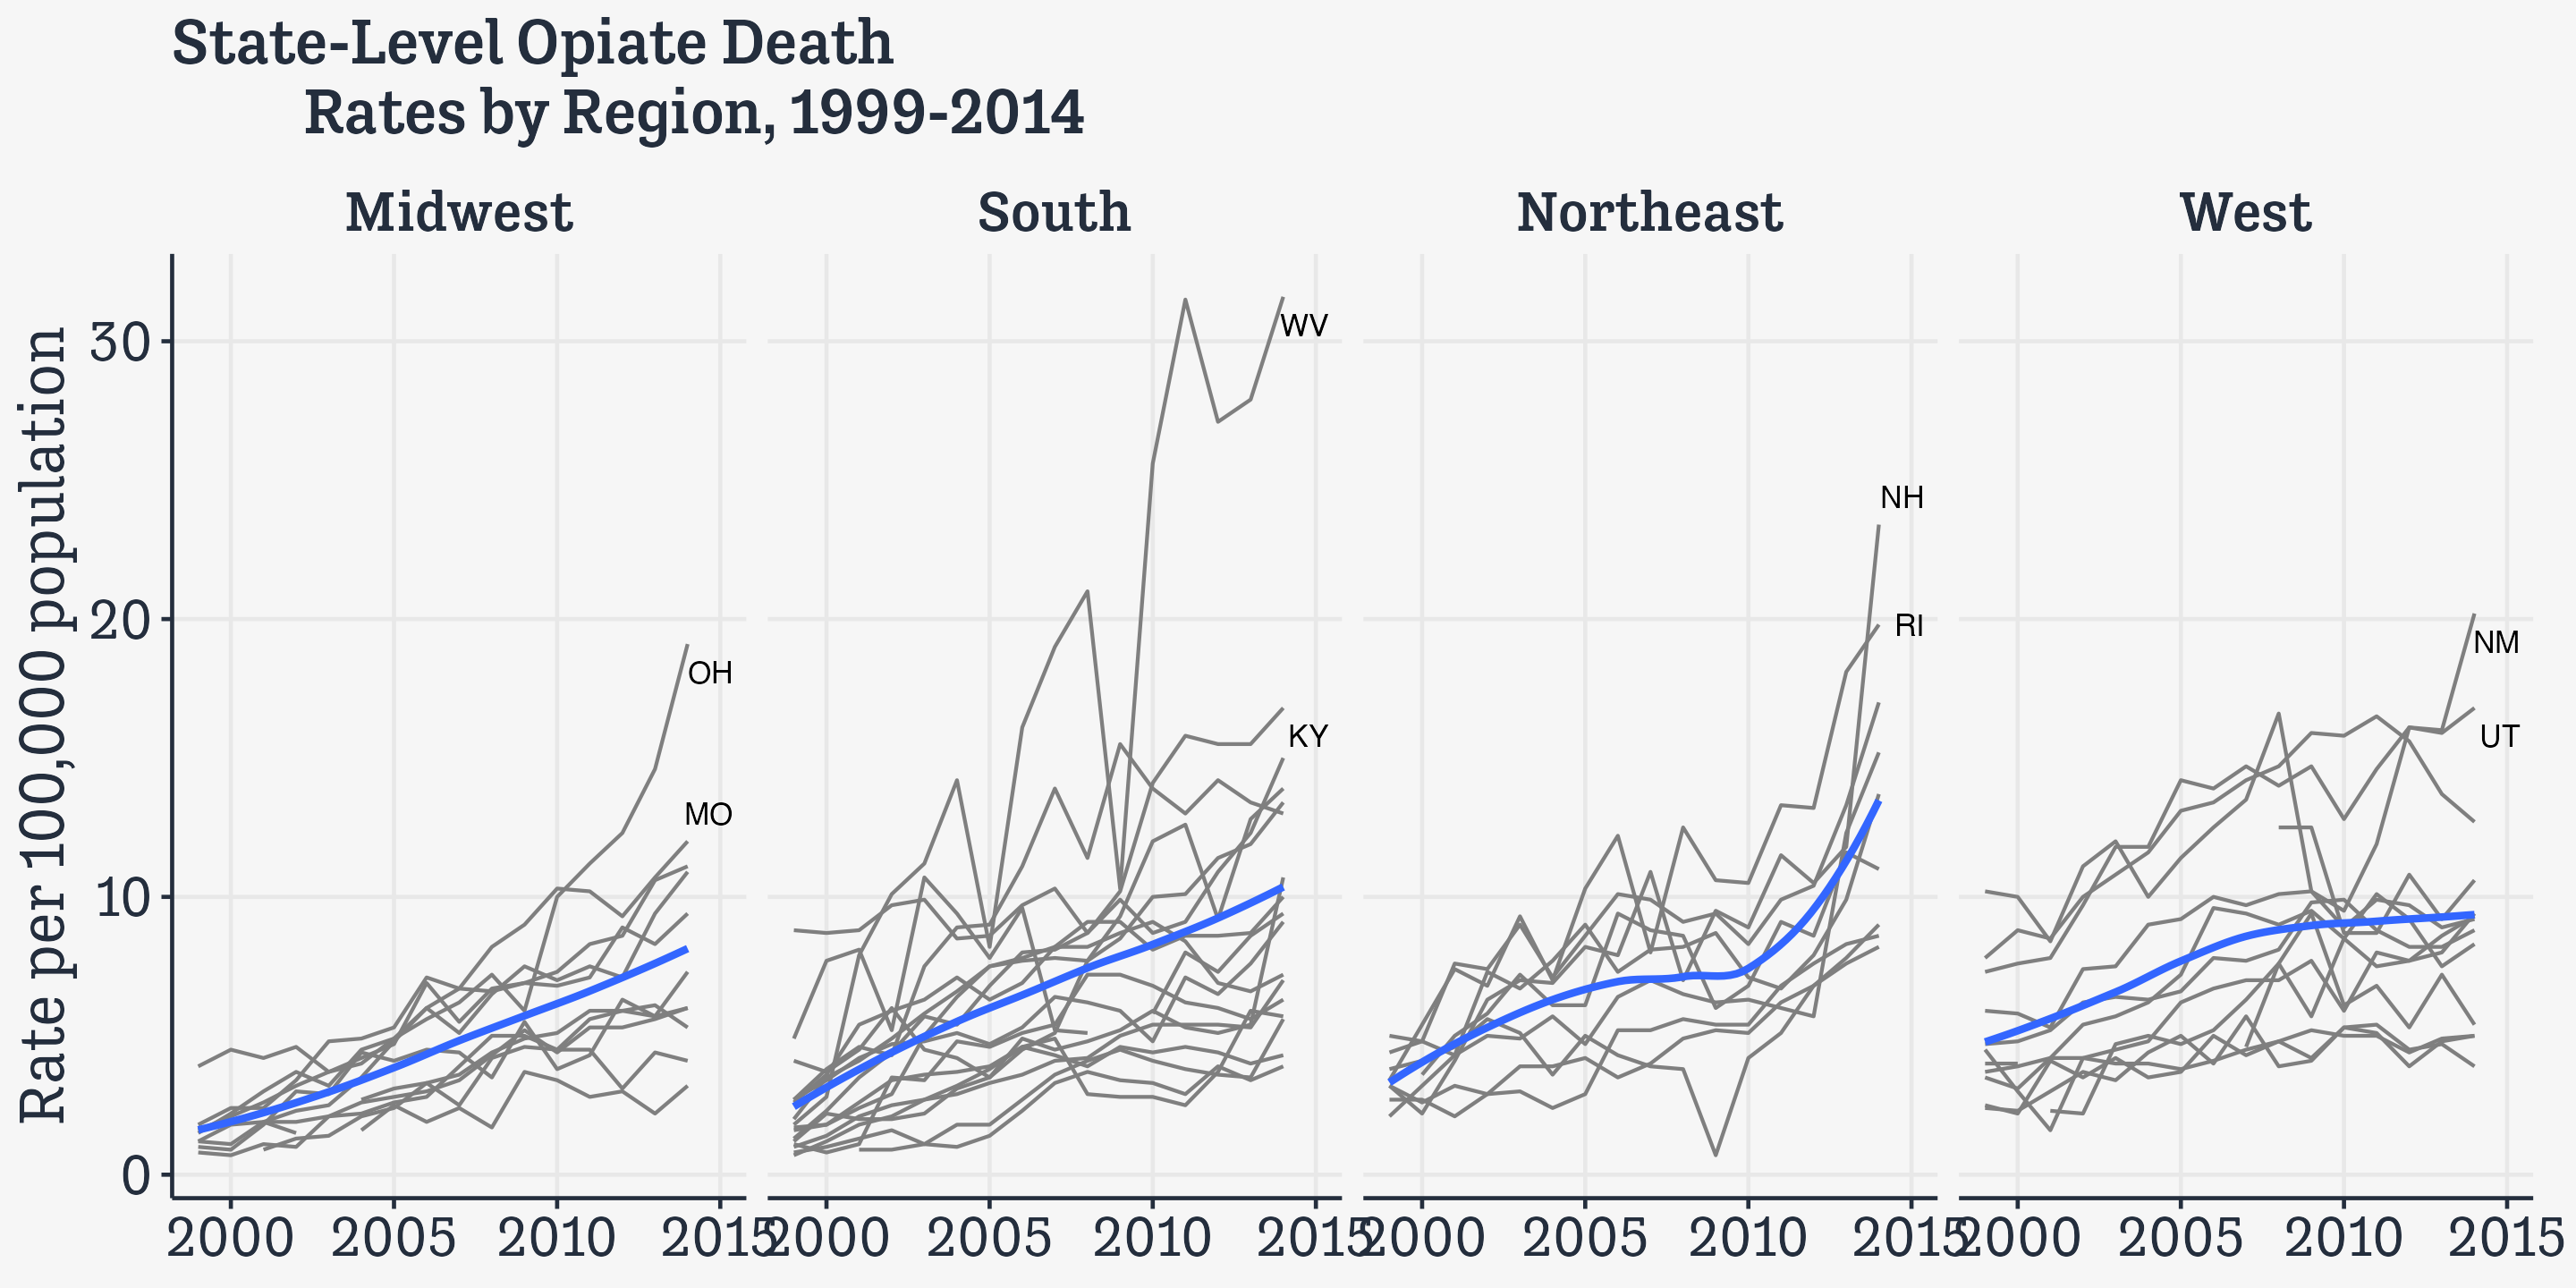 State-Level Opiate Death
Rates by Region, 1999-2014
Midwest
South
Northeast
West
Rate per 100,000 population
30
20
10
0
OH
MO
WV
KY
NH
RI
NM
UT
2000 2005 2010 2015
2000 2005 2010 2015
2000 2005 2010 2015
2000 2005 2010 2015